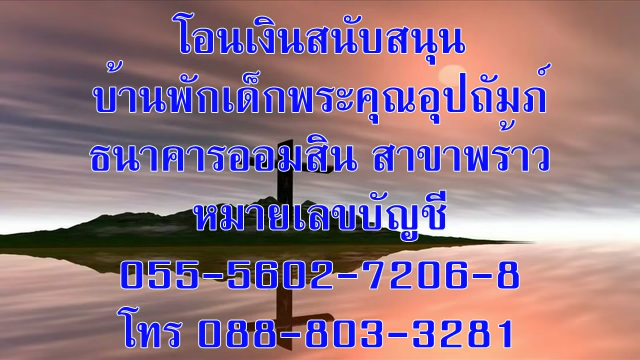 โอนเงินสนับสนุน
บ้านพักเด็กพระคุณอุปถัมภ์
ธนาคารออมสิน สาขาพร้าว
หมายเลขบัญชี
055-5602-7206-8
โทร 088-803-3281